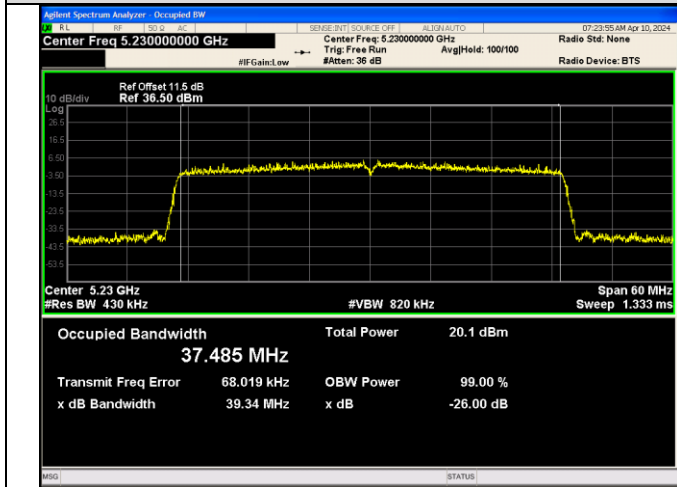 Agilent Spectrum Analyzer - Occupied BW
LXI RL RF 50 Ω AC SENSE:INT SOURCE OFF ALIGN AUTO 07:23:55 AM Apr 10, 2024
Center Freq 5.230000000 GHz Center Freq: 5.230000000 GHz Radio Std: None
Trig: Free Run Avg|Hold: 100/100
#IFGain:Low #Atten: 36 dB Radio Device: BTS
Ref Offset 11.5 dB
10 dB/div Ref 36.50 dBm
Log
26.5
16.5
6.50
-3.50
-13.5
-23.5
-33.5
-43.5
-53.5
Center 5.23 GHz Span 60 MHz
#Res BW 430 kHz #VBW 820 kHz Sweep 1.333 ms
Occupied Bandwidth Total Power 20.1 dBm
37.485 MHz
Transmit Freq Error 68.019 kHz OBW Power 99.00 %
x dB Bandwidth 39.34 MHz x dB -26.00 dB
MSG STATUS